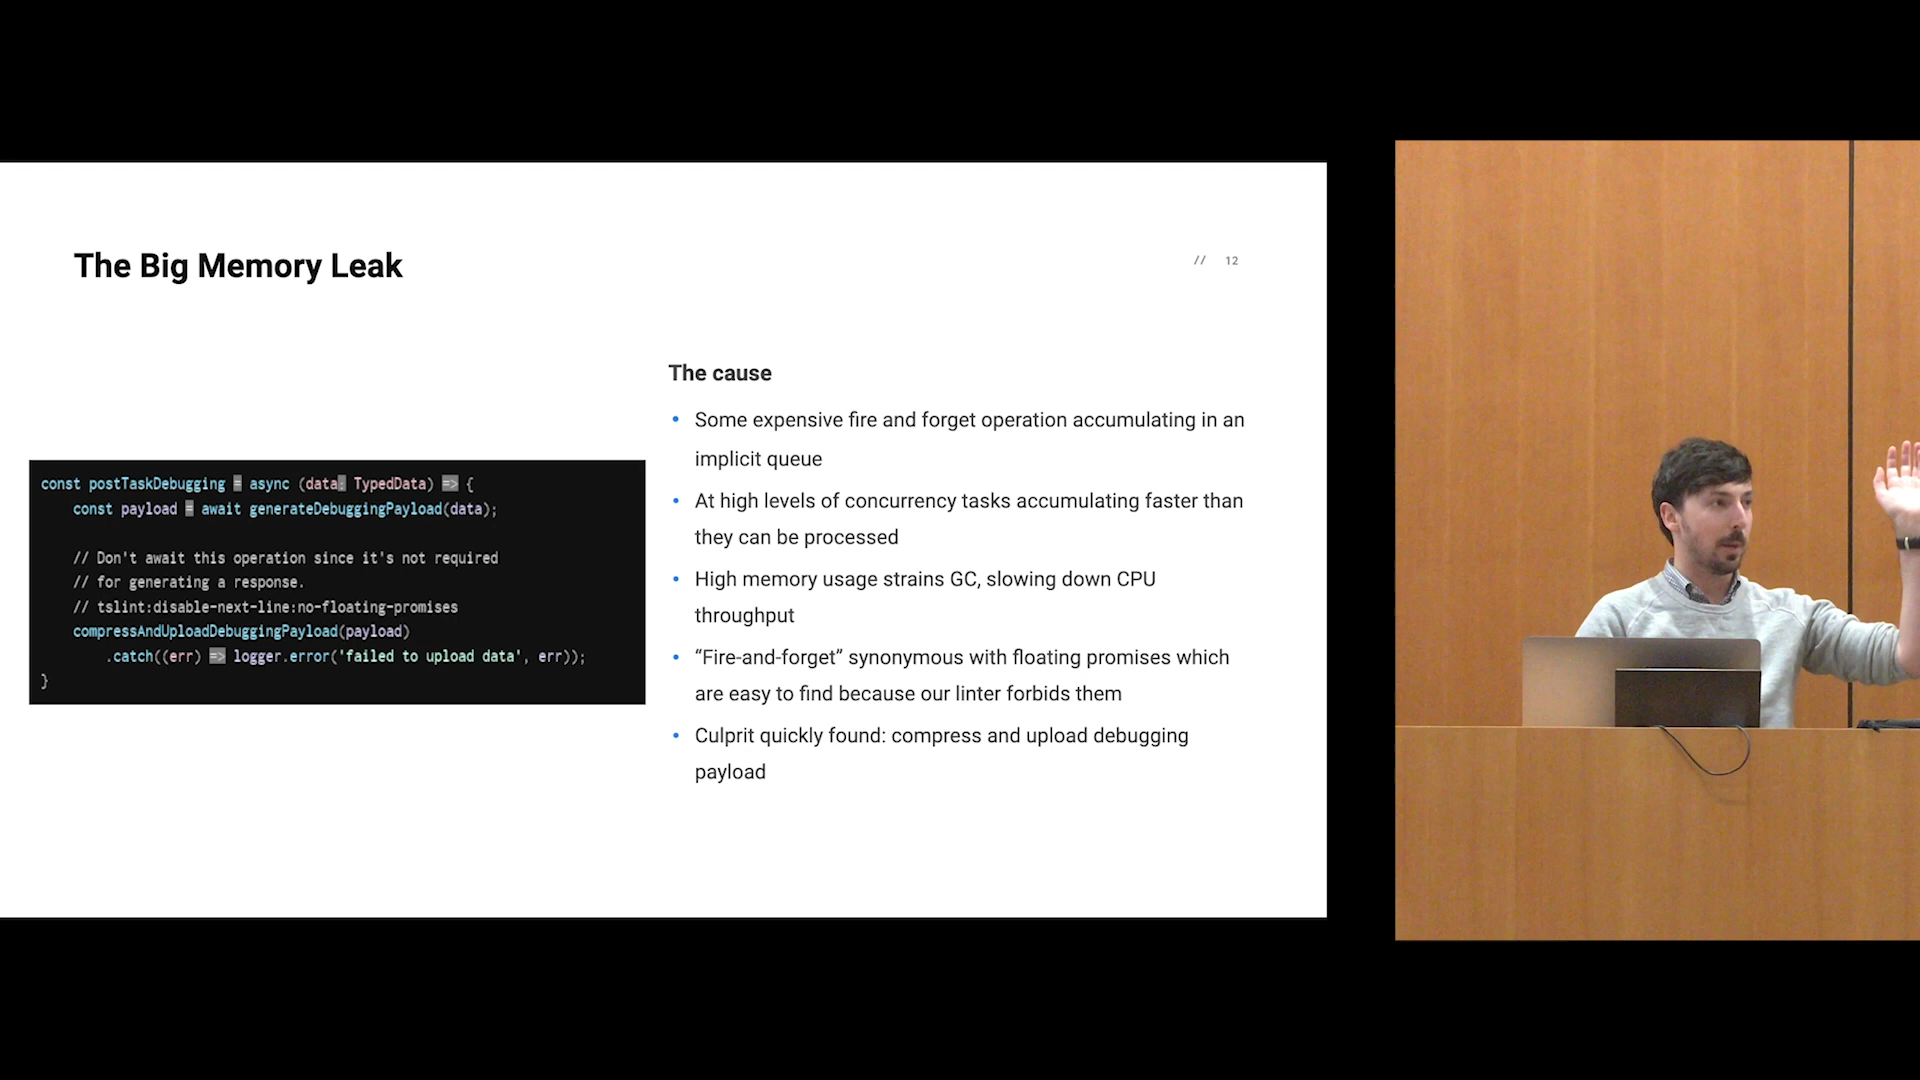 The Big Memory Leak
// 12
const postTaskDebugging = async (data: TypedData) => {
const payload = await generateDebuggingPayload(data);
// Don't await this operation since it's not required
// for generating a response.
// tslint:disable-next-line:no-floating-promises
compressAndUploadDebuggingPayload(payload)
.catch((err) => logger.error('failed to upload data', err));
}
The cause
• Some expensive fire and forget operation accumulating in an
implicit queue
• At high levels of concurrency tasks accumulating faster than
they can be processed
• High memory usage strains GC, slowing down CPU
throughput
• “Fire-and-forget” synonymous with floating promises which
are easy to find because our linter forbids them
• Culprit quickly found: compress and upload debugging
payload